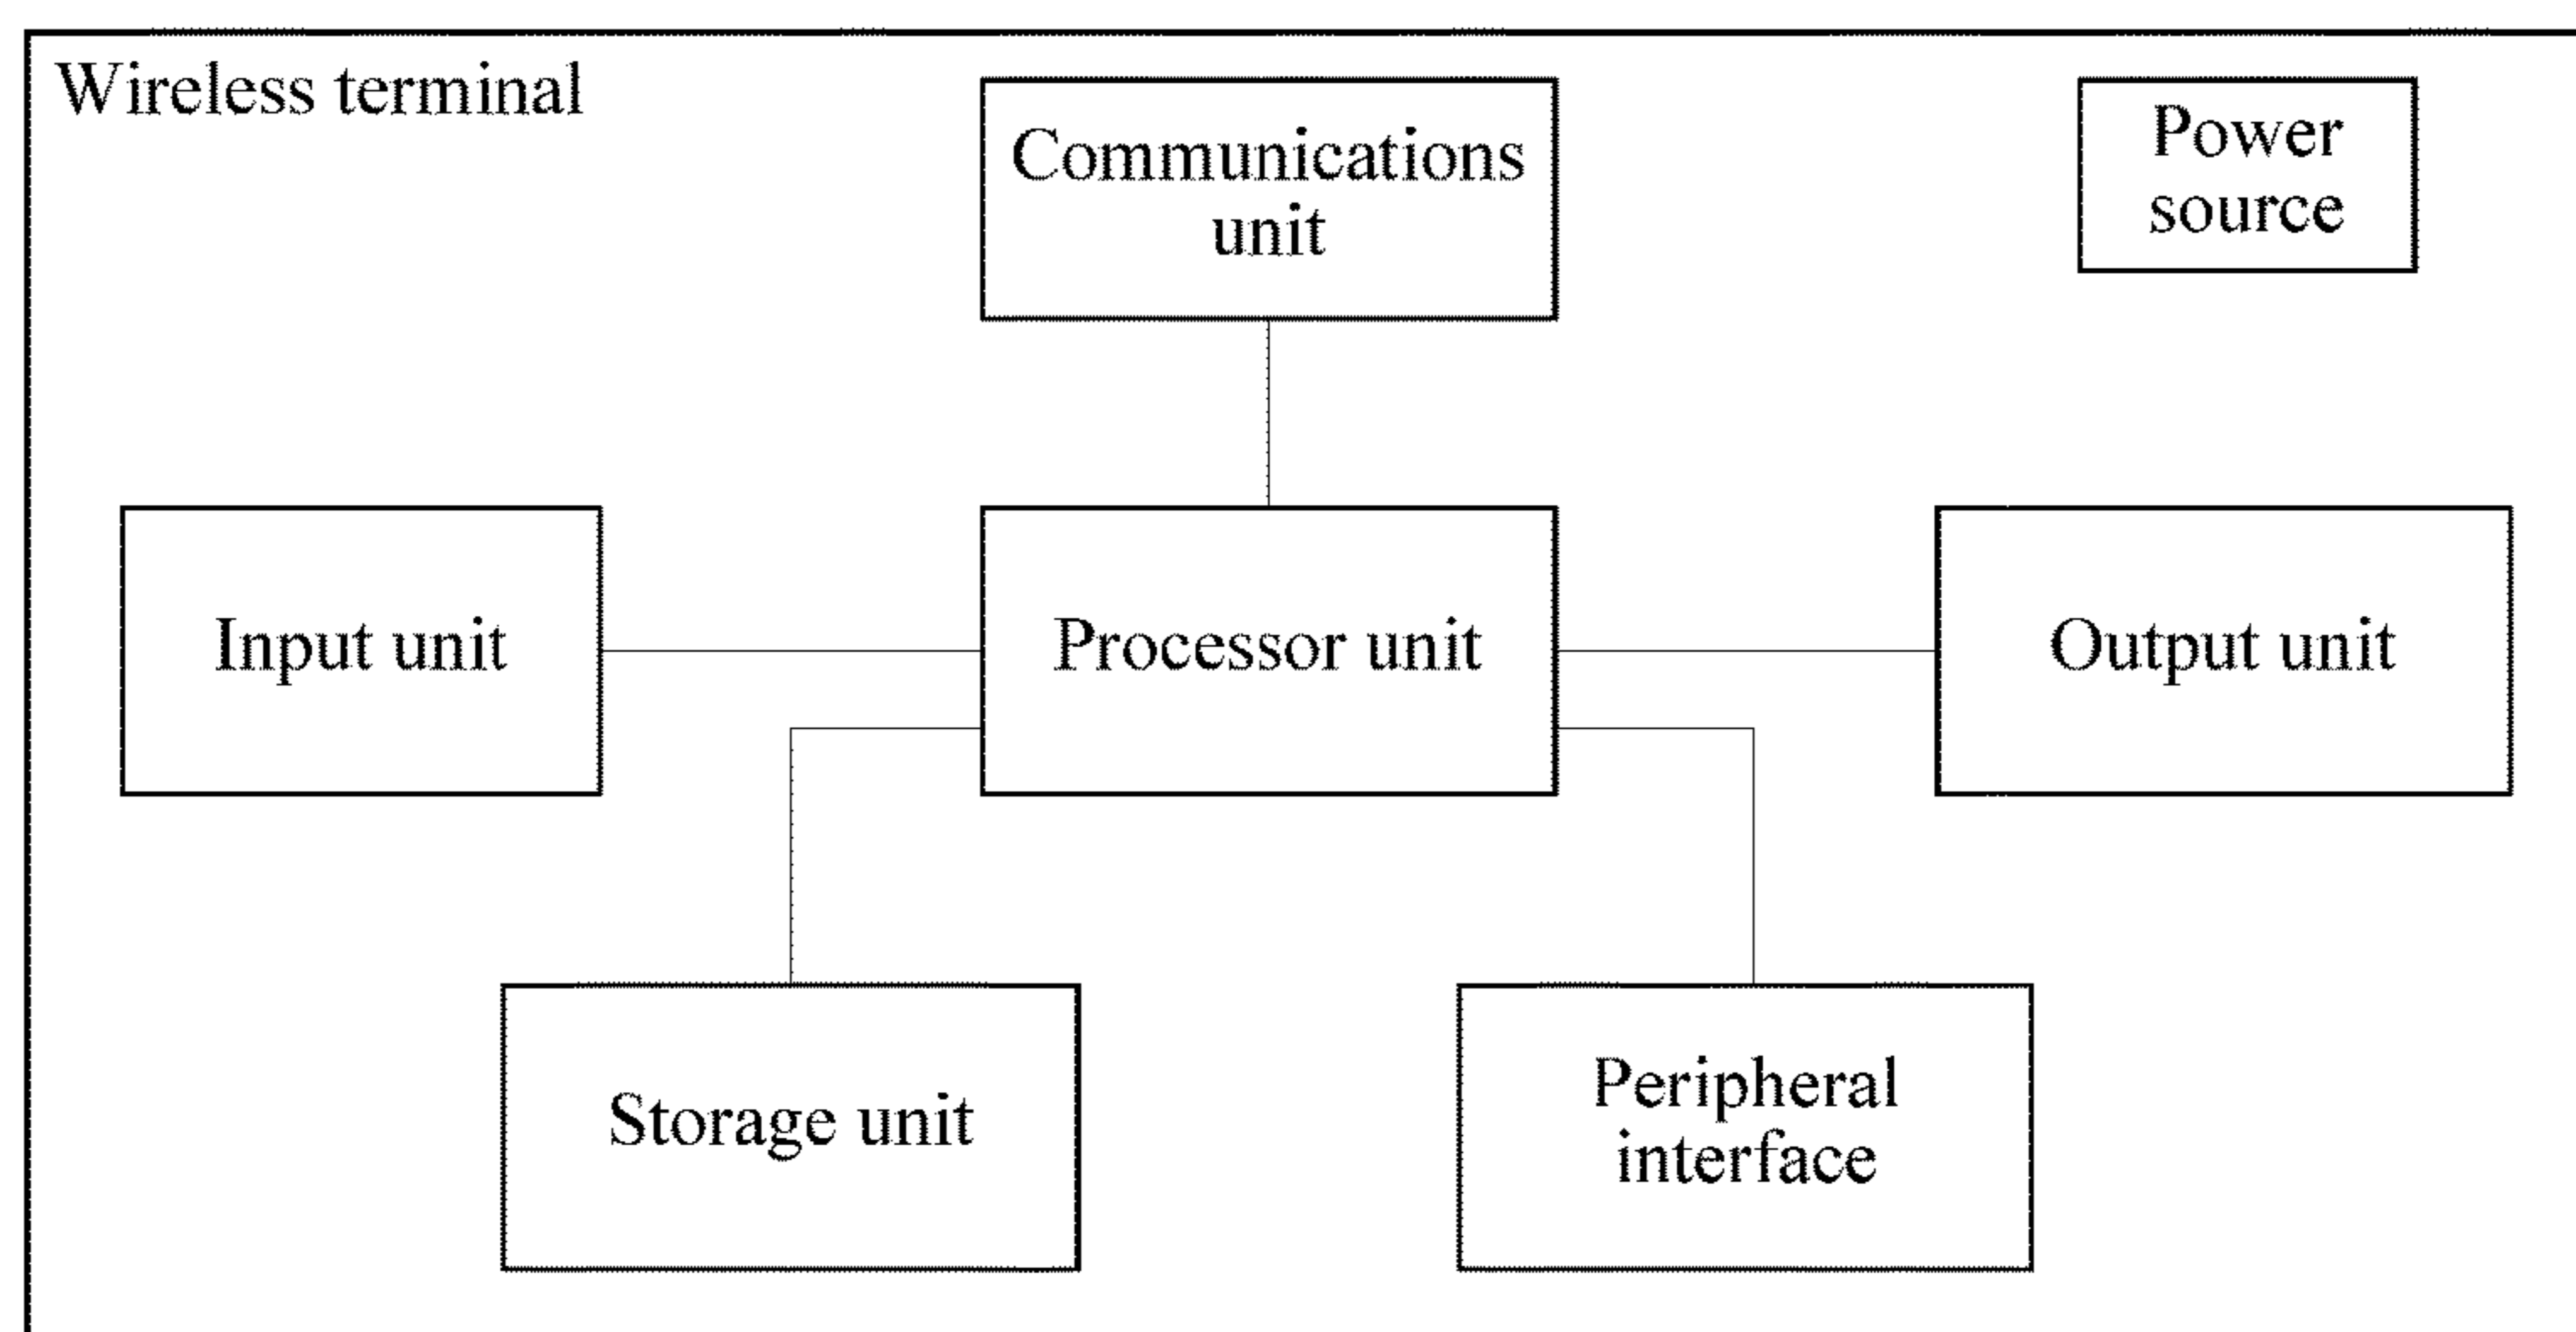 Wireless terminal
Communications
unit
Power
source
Input unit
Processor unit
Output unit
Storage unit
Peripheral
interface